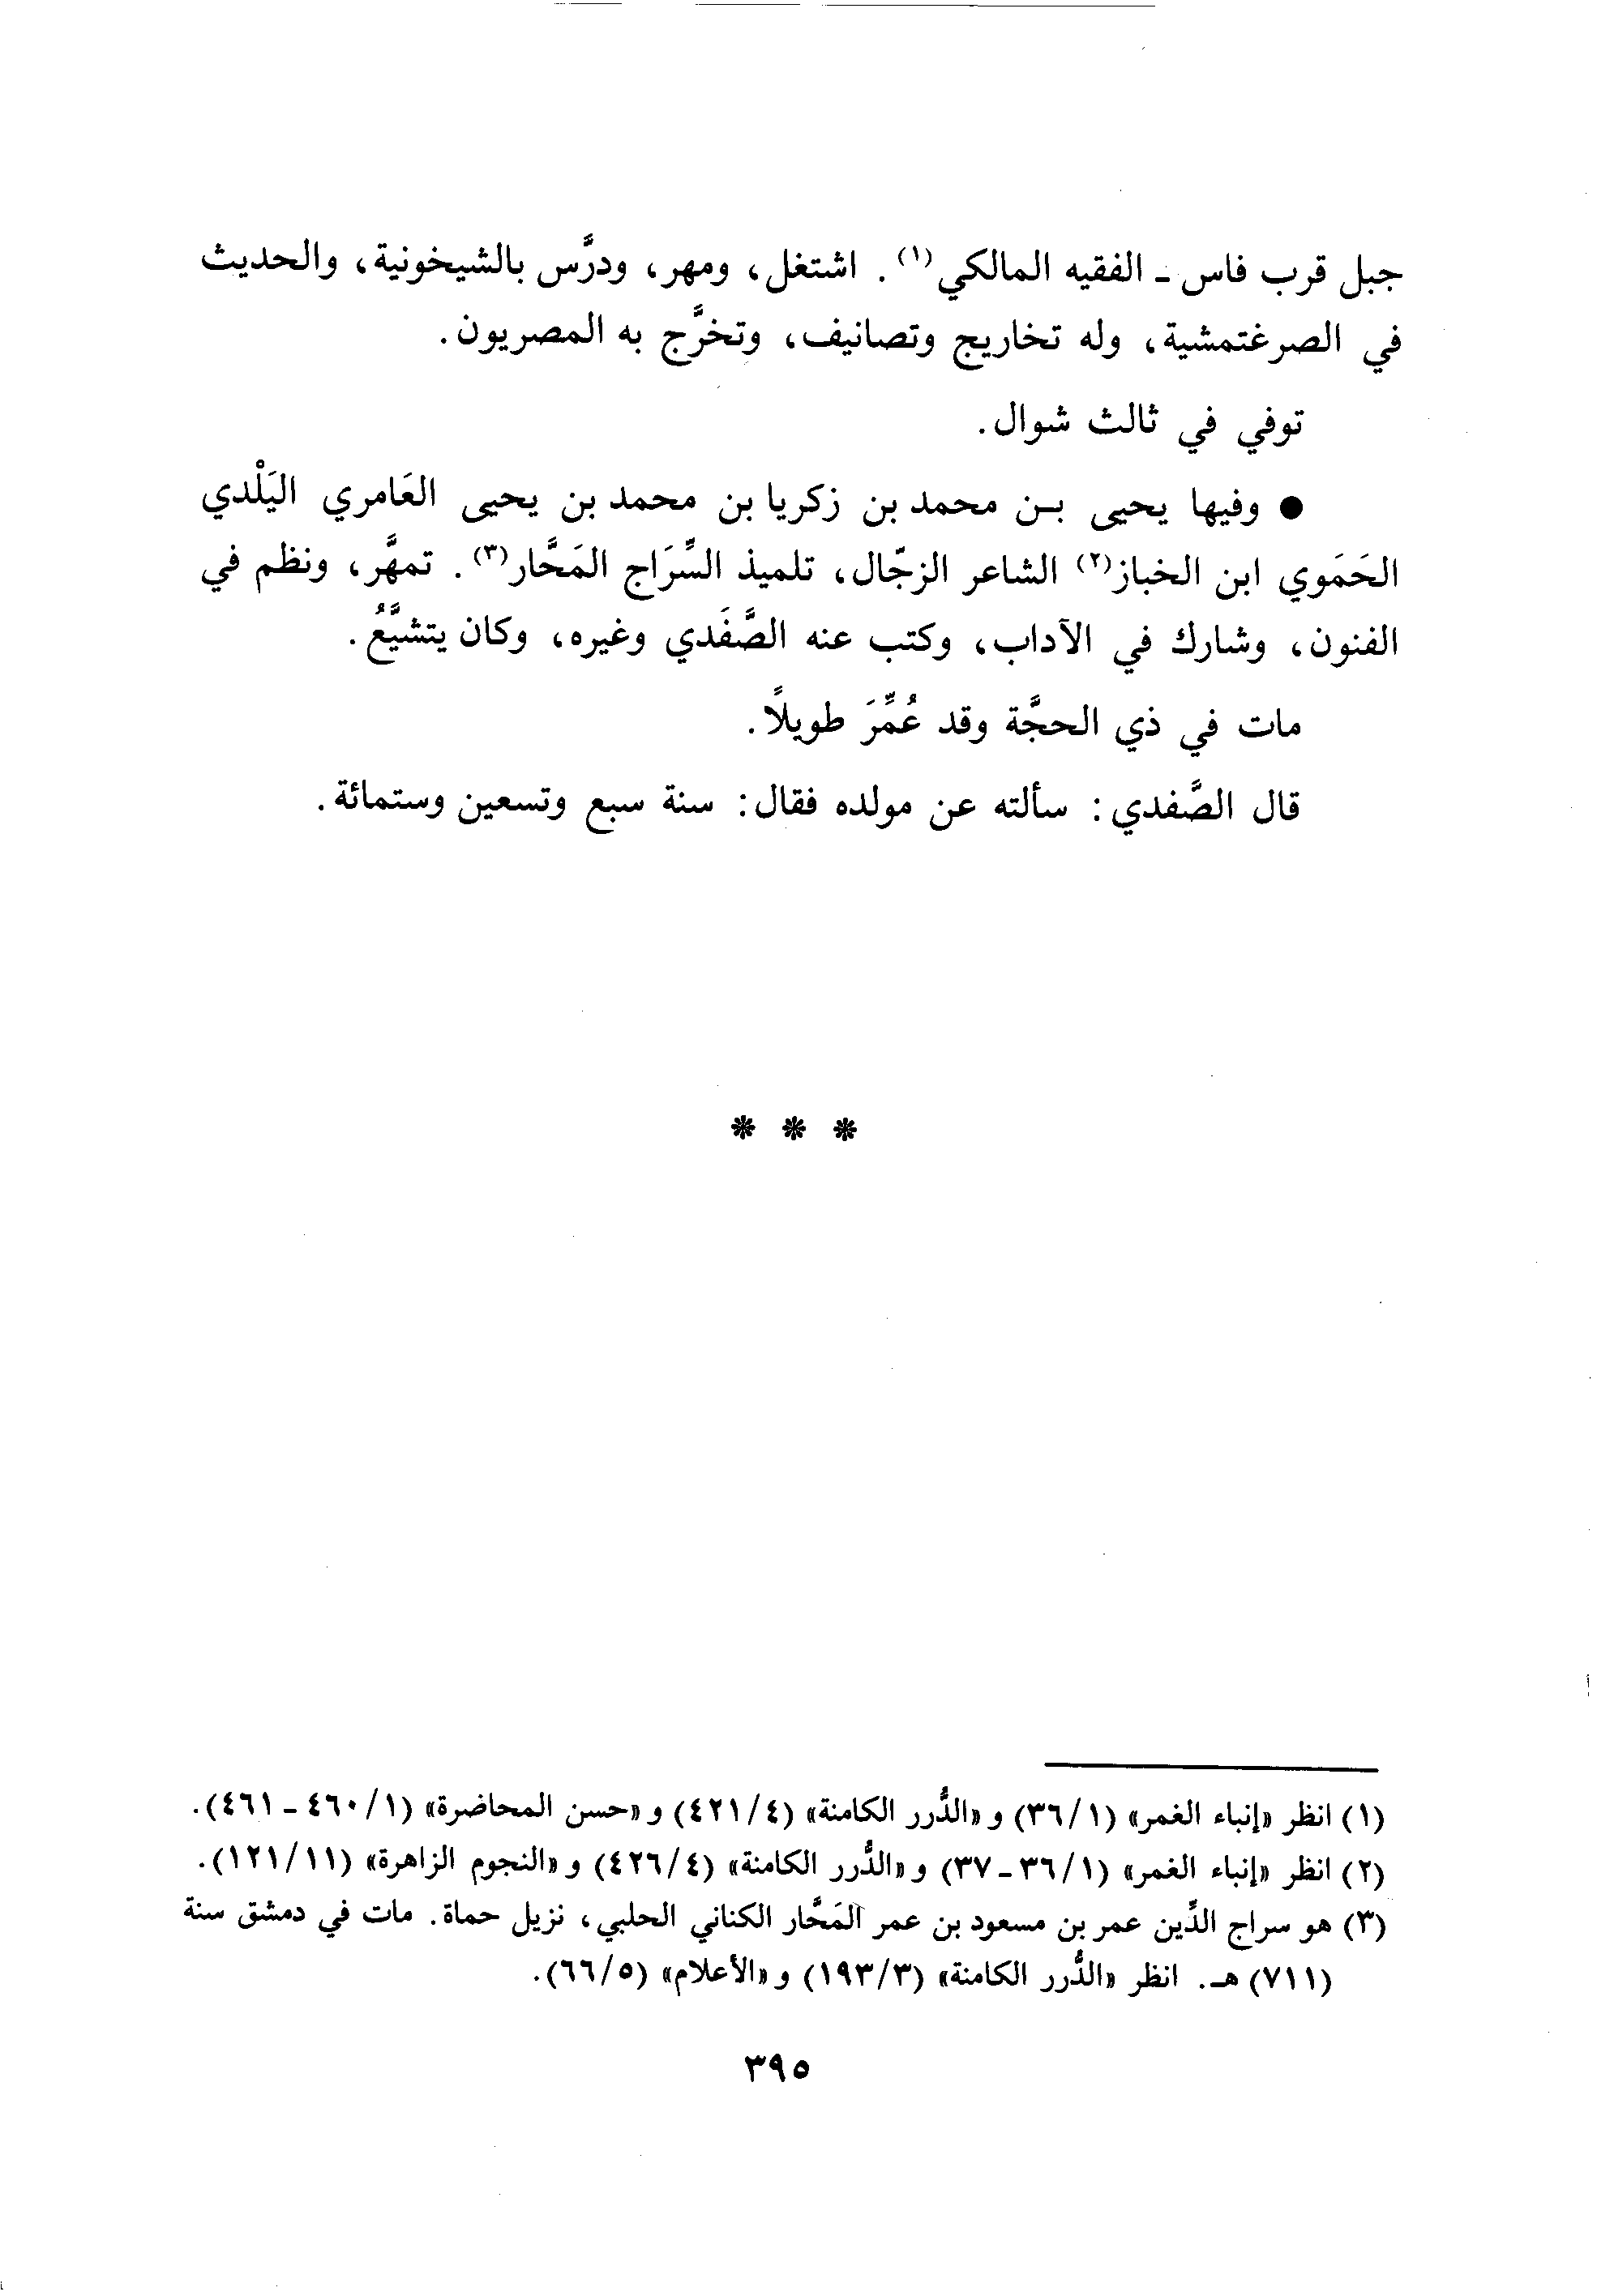 جبل قرب فاس ـ الفقيه المالكي(١). اشتغل، ومهر، ودرَّس بالشيخونية، والحديث
في الصرغتمشية، وله تخاريج وتصانيف، وتخرَّج به المصريون.
توفي في ثالث شوال.
● وفيها يحيى بن محمد بن زكريا بن محمد بن يحيى العَامري اليَلْدي
الحَمَوي ابن الخباز(٢) الشاعر الزجّال، تلميذ السِّرَاج المَحَّار(٣). تمهَّر، ونظم في
الفنون، وشارك في الآداب، وكتب عنه الصَّفَدي وغيره، وكان يتشيَّعُ.
مات في ذي الحجَّة وقد عُمِّرَ طويلاً.
قال الصَّفدي: سألته عن مولده فقال: سنة سبع وتسعين وستمائة.
* * *
(١) انظر «إنباء الغمر» (٣٦/١) و«الدُّرر الكامنة» (٤٢١/٤) و«حسن المحاضرة» (٤٦٠/١ ـ ٤٦١).
(٢) انظر «إنباء الغمر» (٣٦/١ ـ ٣٧) و«الدُّرر الكامنة» (٤٢٦/٤) و«النجوم الزاهرة» (١٢١/١١).
(٣) هو سراج الدِّين عمر بن مسعود بن عمر المَحَّار الكناني الحلبي، نزيل حماة. مات في دمشق سنة
(٧١١) هـ. انظر «الدُّرر الكامنة» (١٩٣/٣) و«الأعلام» (٦٦/٥).
٣٩٥